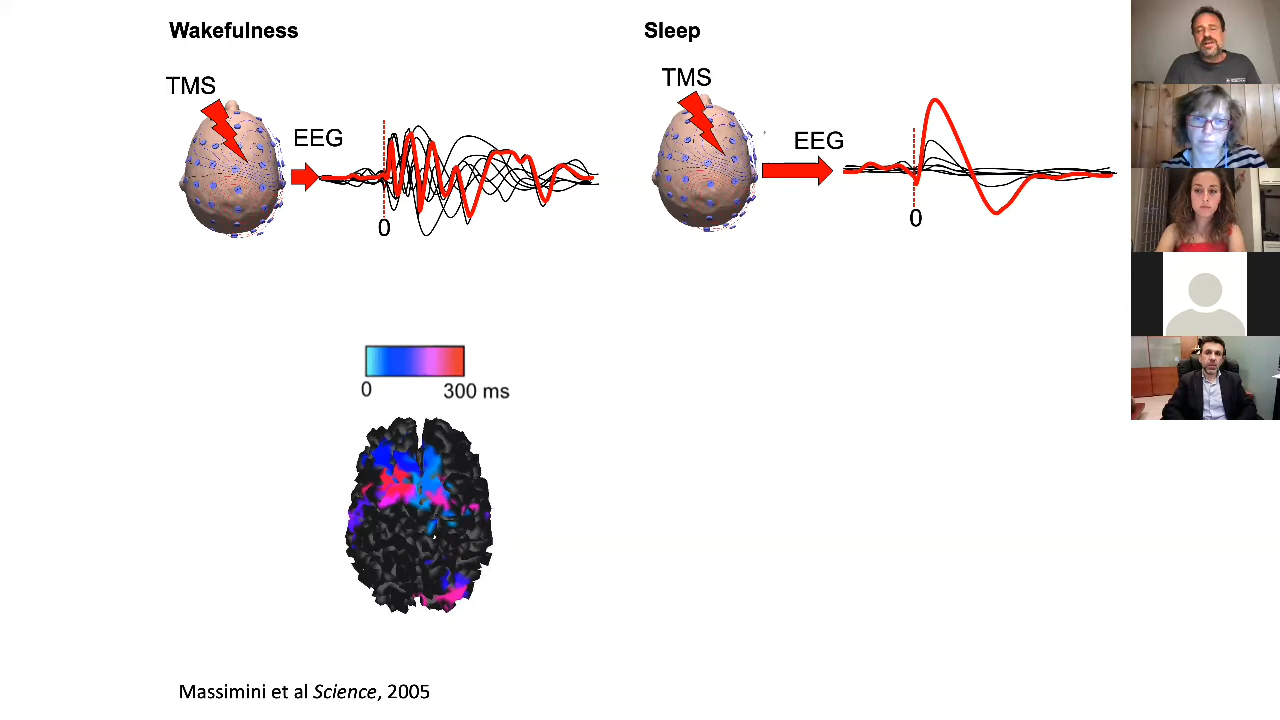 Wakefulness
Sleep
TMS
TMS
EEG
EEG
0
0
0
300 ms
Massimini et al Science, 2005